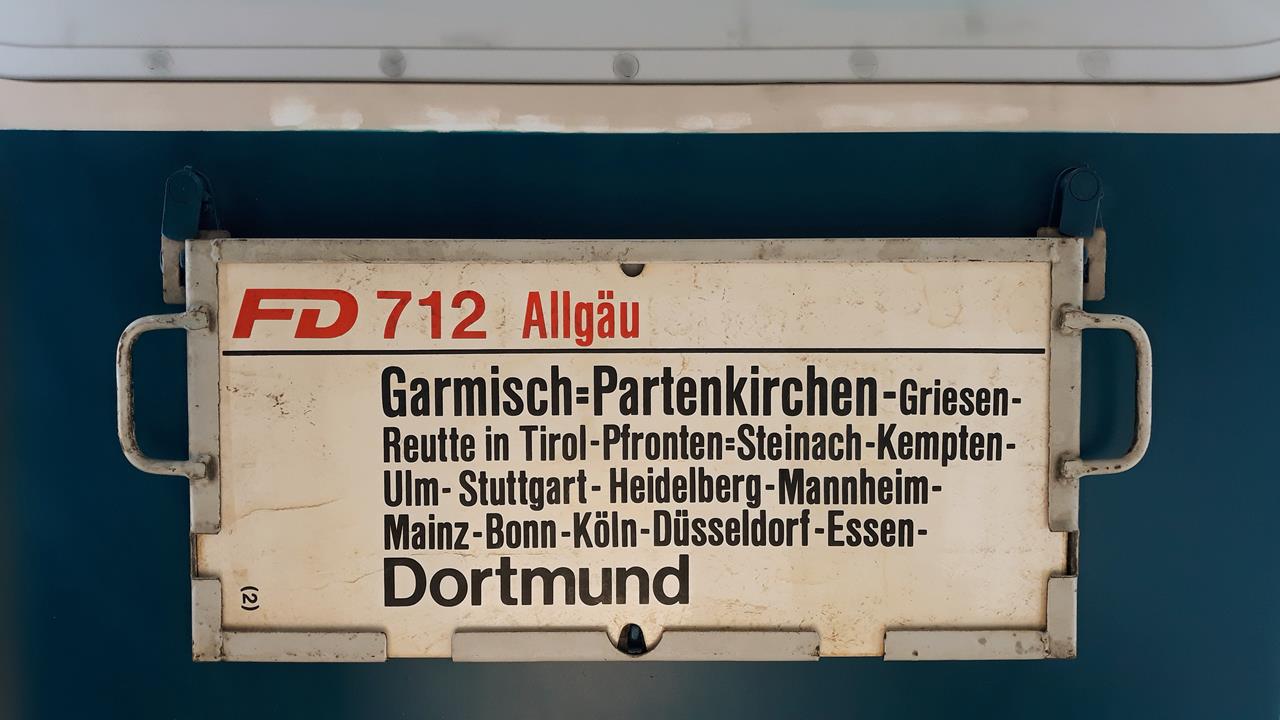 FD 712 Allgäu
Garmisch=Partenkirchen-Griesen-
Reutte in Tirol-Pfronten=Steinach-Kempten-
Ulm-Stuttgart-Heidelberg-Mannheim-
Mainz-Bonn-Köln-Düsseldorf-Essen-
Dortmund
(2)